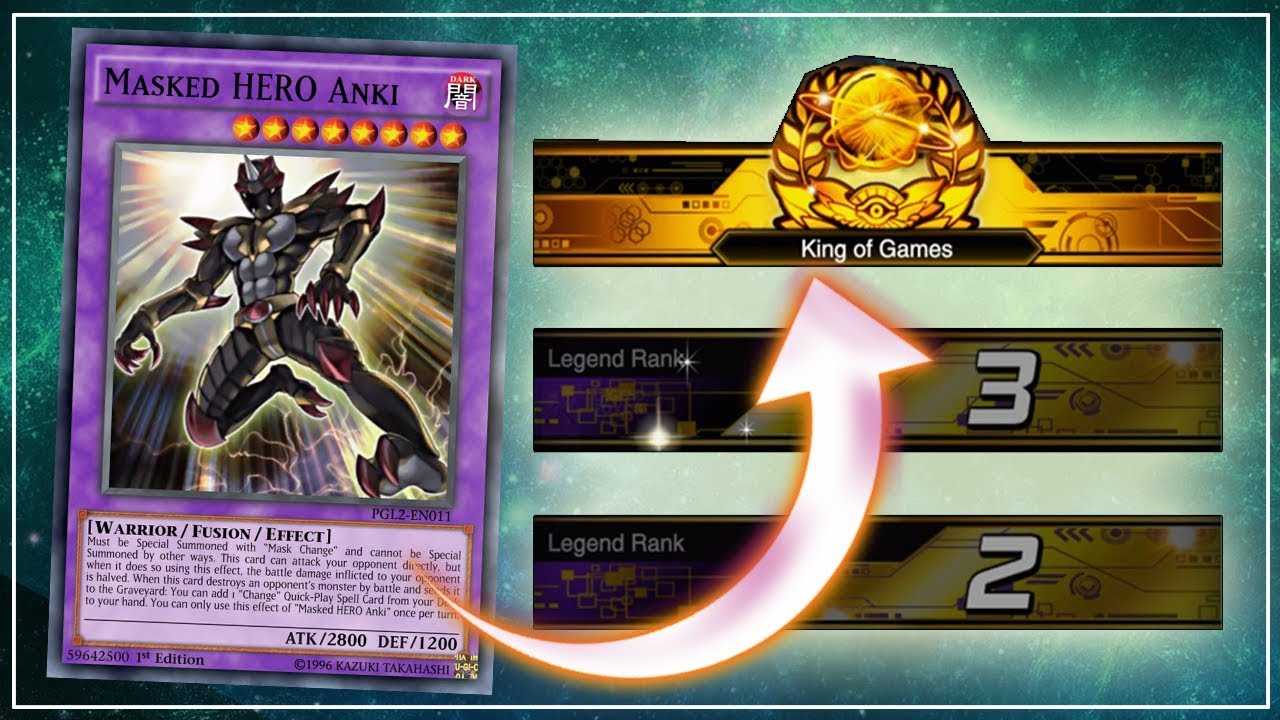 MASKED HERO ANKI
DARK
闇
PGL2-EN011
[WARRIOR / FUSION / EFFECT]
Must be Special Summoned with "Mask Change" and cannot be Special
Summoned by other ways. This card can attack your opponent directly, but
when it does so using this effect, the battle damage inflicted to your opponent
is halved. When this card destroys an opponent's monster by battle and sends it
to the Graveyard: You can add 1 "Change" Quick-Play Spell Card from your Deck
to your hand. You can only use this effect of "Masked HERO Anki" once per turn.
ATK/2800 DEF/1200
59642500 1st Edition
©1996 KAZUKI TAKAHASHI
King of Games
Legend Rank
3
Legend Rank
2